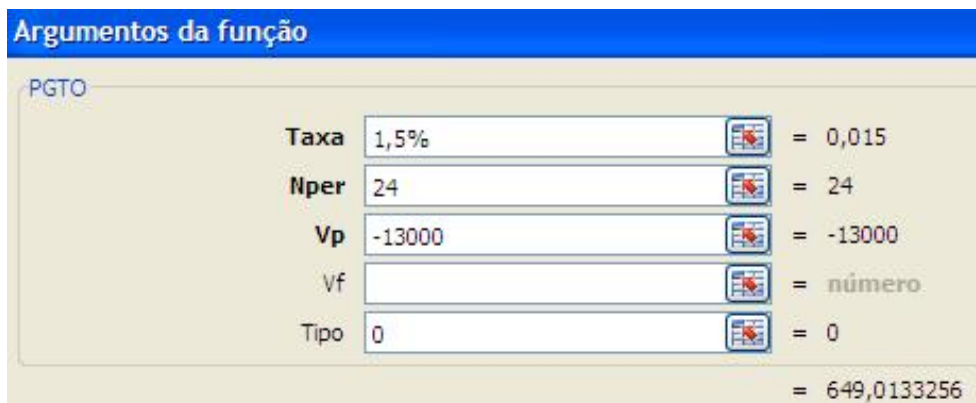 Argumentos da função
PGTO
Taxa 1,5% = 0,015
Nper 24 = 24
Vp -13000 = -13000
Vf = número
Tipo 0 = 0
= 649,0133256